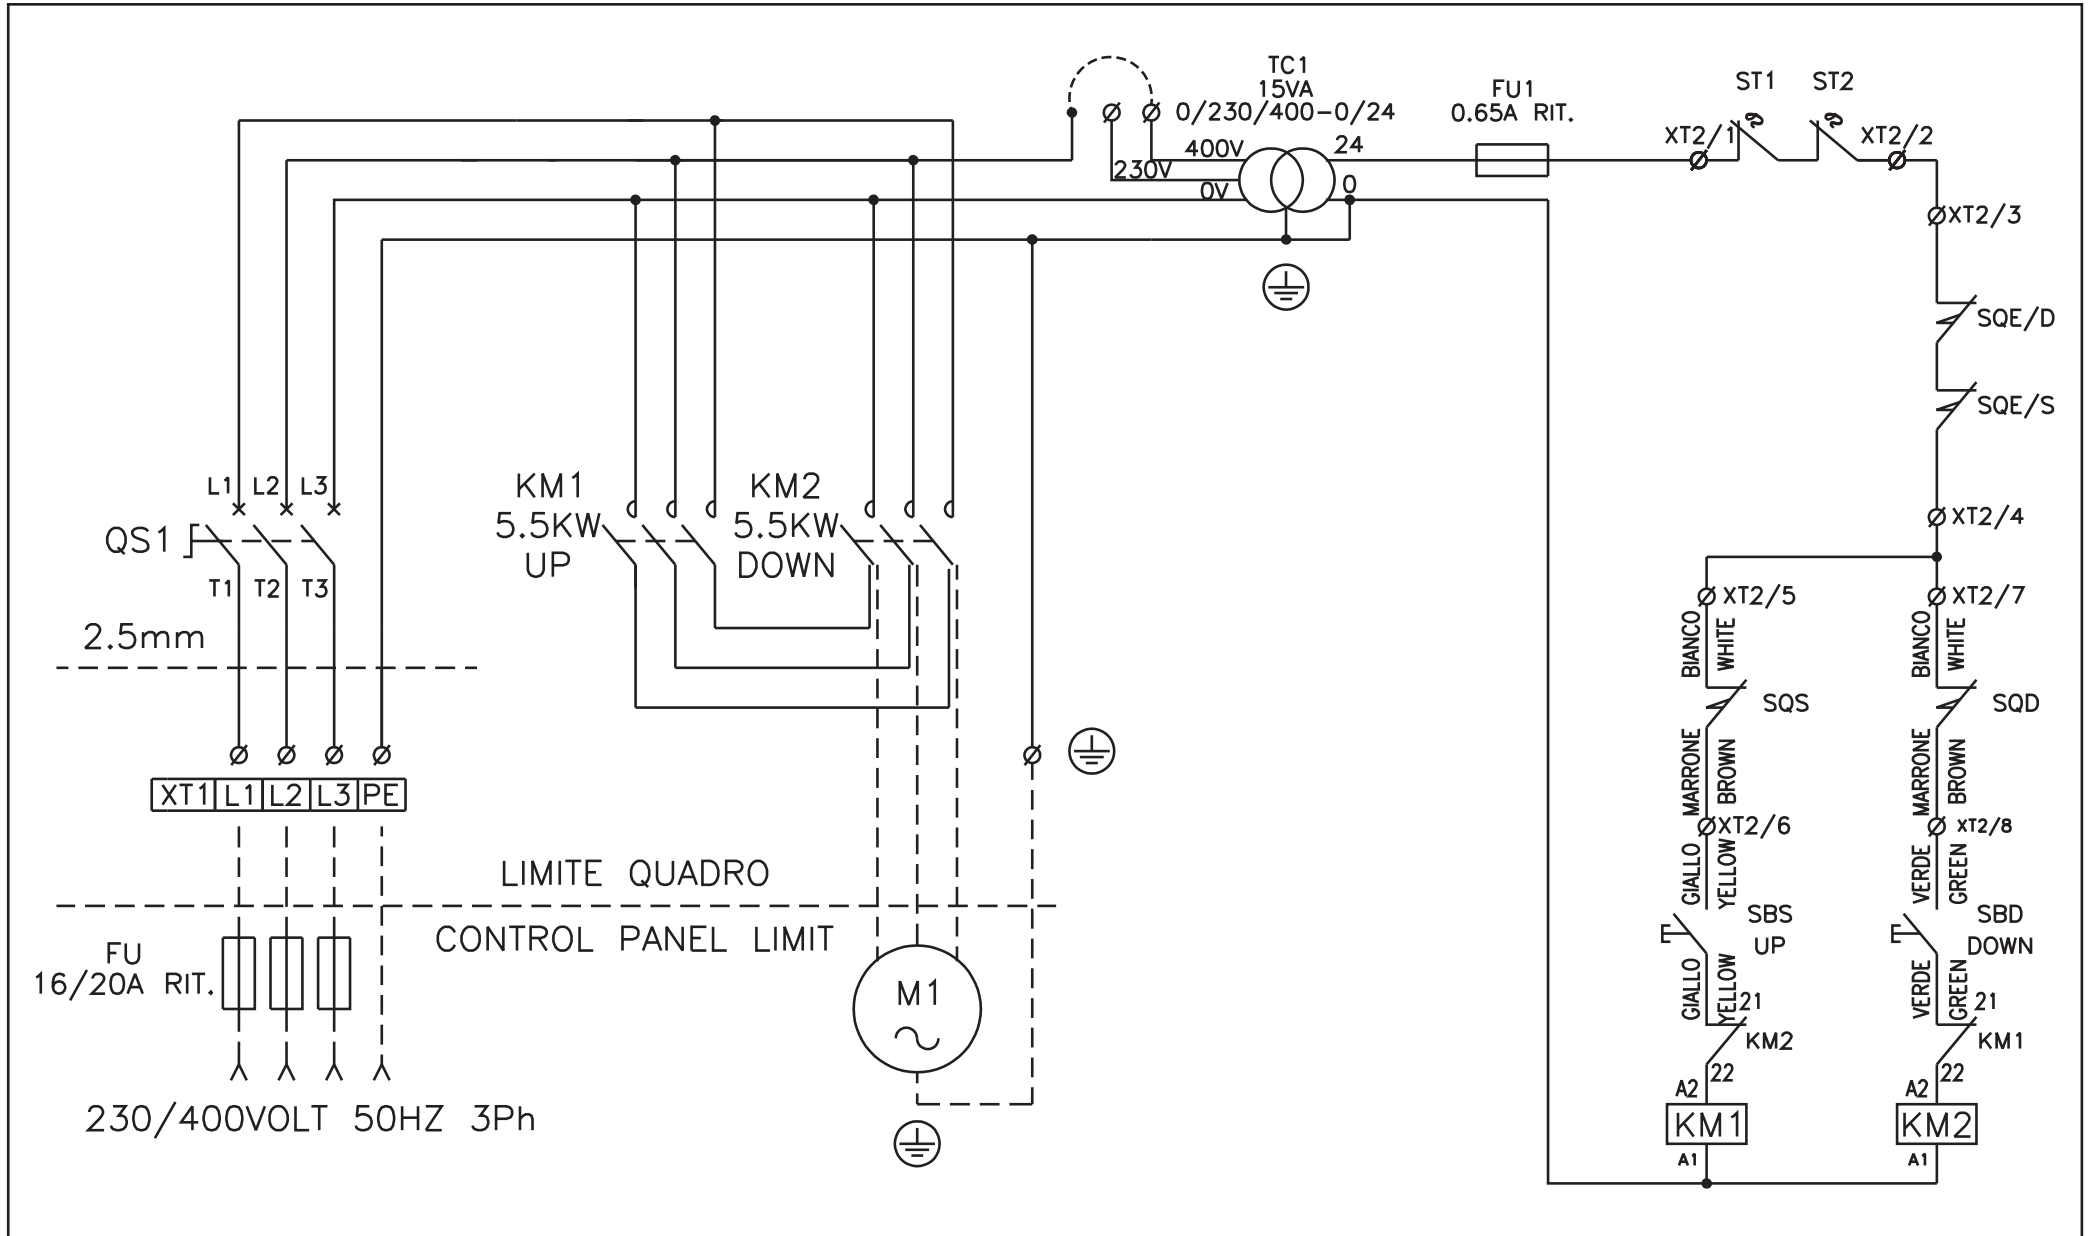 TC1
15VA
0/230/400-0/24
FU1
0.65A RIT.
ST1
ST2
XT2/1
XT2/2
400V
24
230V
0V
0
XT2/3
SQE/D
SQE/S
L1
L2
L3
QS1
T1
T2
T3
2.5mm
KM1
5.5KW
UP
KM2
5.5KW
DOWN
XT2/4
XT2/5
XT2/7
BIANCO
WHITE
BIANCO
WHITE
SQS
SQD
MARRONE
BROWN
MARRONE
BROWN
XT1 L1 L2 L3 PE
XT2/6
XT2/8
GIALLO
YELLOW
VERDE
GREEN
LIMITE QUADRO
CONTROL PANEL LIMIT
SBS
UP
SBD
DOWN
FU
16/20A RIT.
M1
GIALLO
YELLOW
VERDE
GREEN
21
21
KM2
KM1
22
22
A2
A2
KM1
KM2
A1
A1
230/400VOLT 50HZ 3Ph